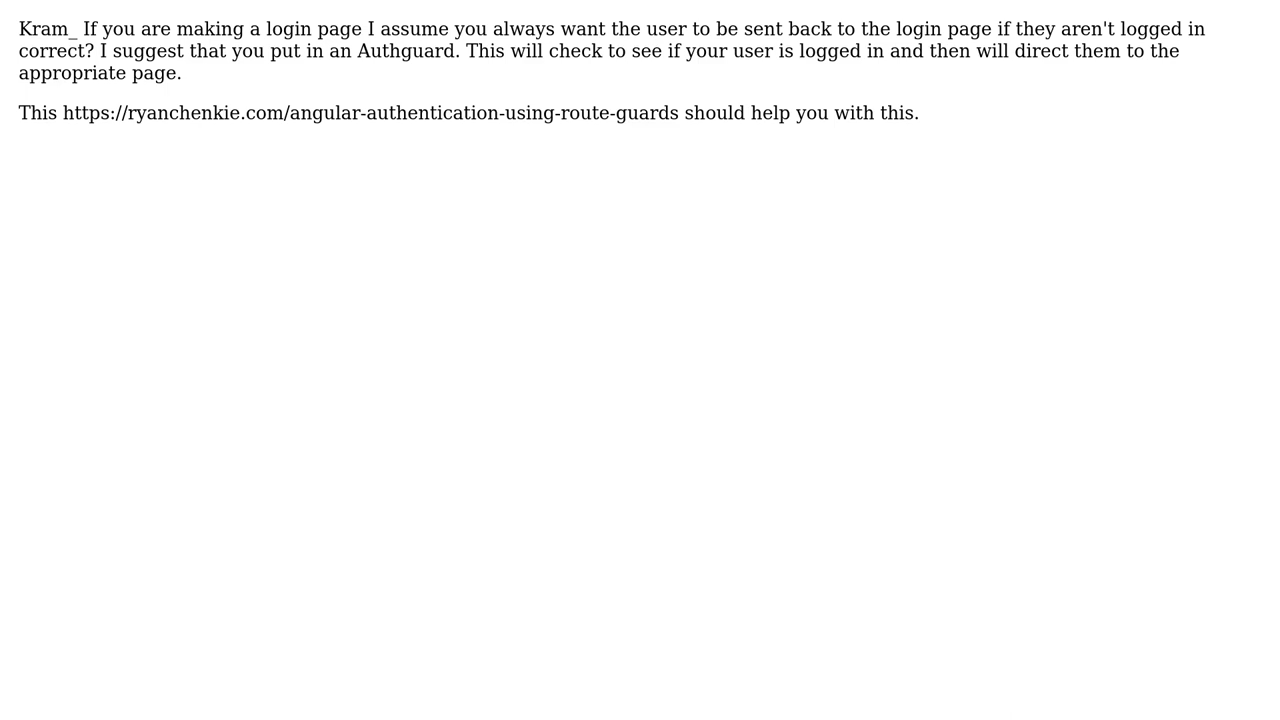 Kram_ If you are making a login page I assume you always want the user to be sent back to the login page if they aren't logged in
correct? I suggest that you put in an Authguard. This will check to see if your user is logged in and then will direct them to the
appropriate page.
This https://ryanchenkie.com/angular-authentication-using-route-guards should help you with this.